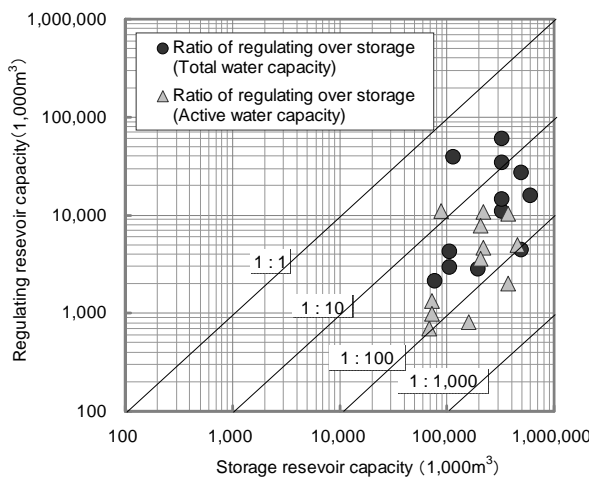 1,000,000
100,000
10,000
1,000
100
Regulating resevoir capacity (1,000m³)
Ratio of regulating over storage
(Total water capacity)
Ratio of regulating over storage
(Active water capacity)
1 : 1
1 : 10
1 : 100
1 : 1,000
100
1,000
10,000
100,000
1,000,000
Storage resevoir capacity (1,000m³)